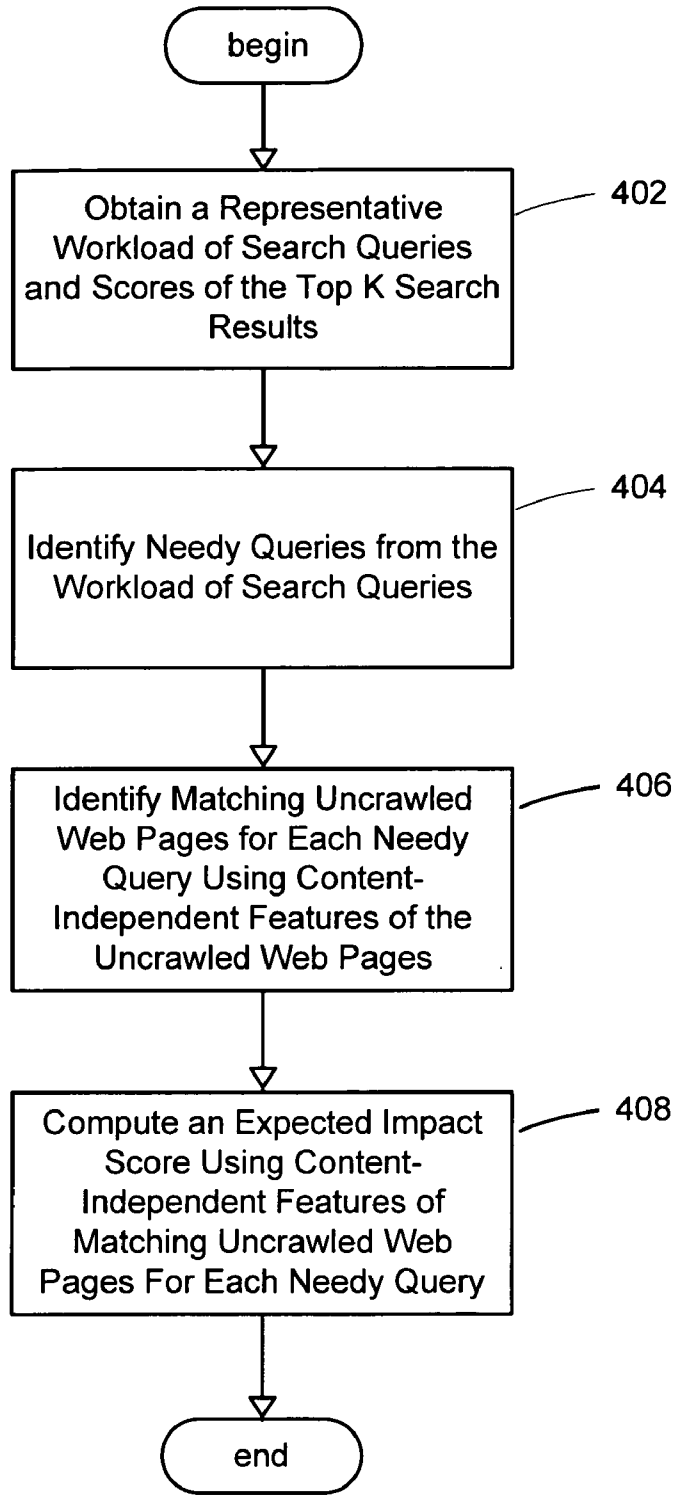 begin
Obtain a Representative
Workload of Search Queries
and Scores of the Top K Search
Results
402
Identify Needy Queries from the
Workload of Search Queries
404
Identify Matching Uncrawled
Web Pages for Each Needy
Query Using Content-
Independent Features of the
Uncrawled Web Pages
406
Compute an Expected Impact
Score Using Content-
Independent Features of
Matching Uncrawled Web
Pages For Each Needy Query
408
end